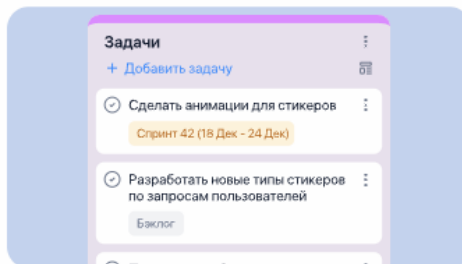 Задачи
+ Добавить задачу
Сделать анимации для стикеров
Спринт 42 (18 Дек - 24 Дек)
Разработать новые типы стикеров
по запросам пользователей
Бэклог